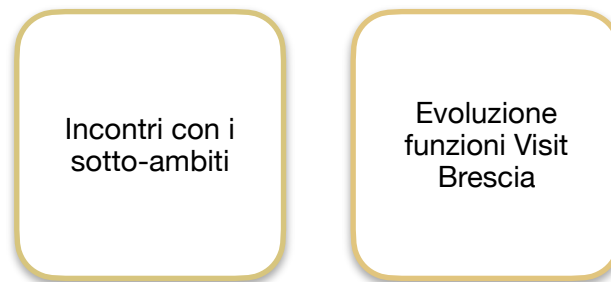 Incontri con i
sotto-ambiti
Evoluzione
funzioni Visit
Brescia